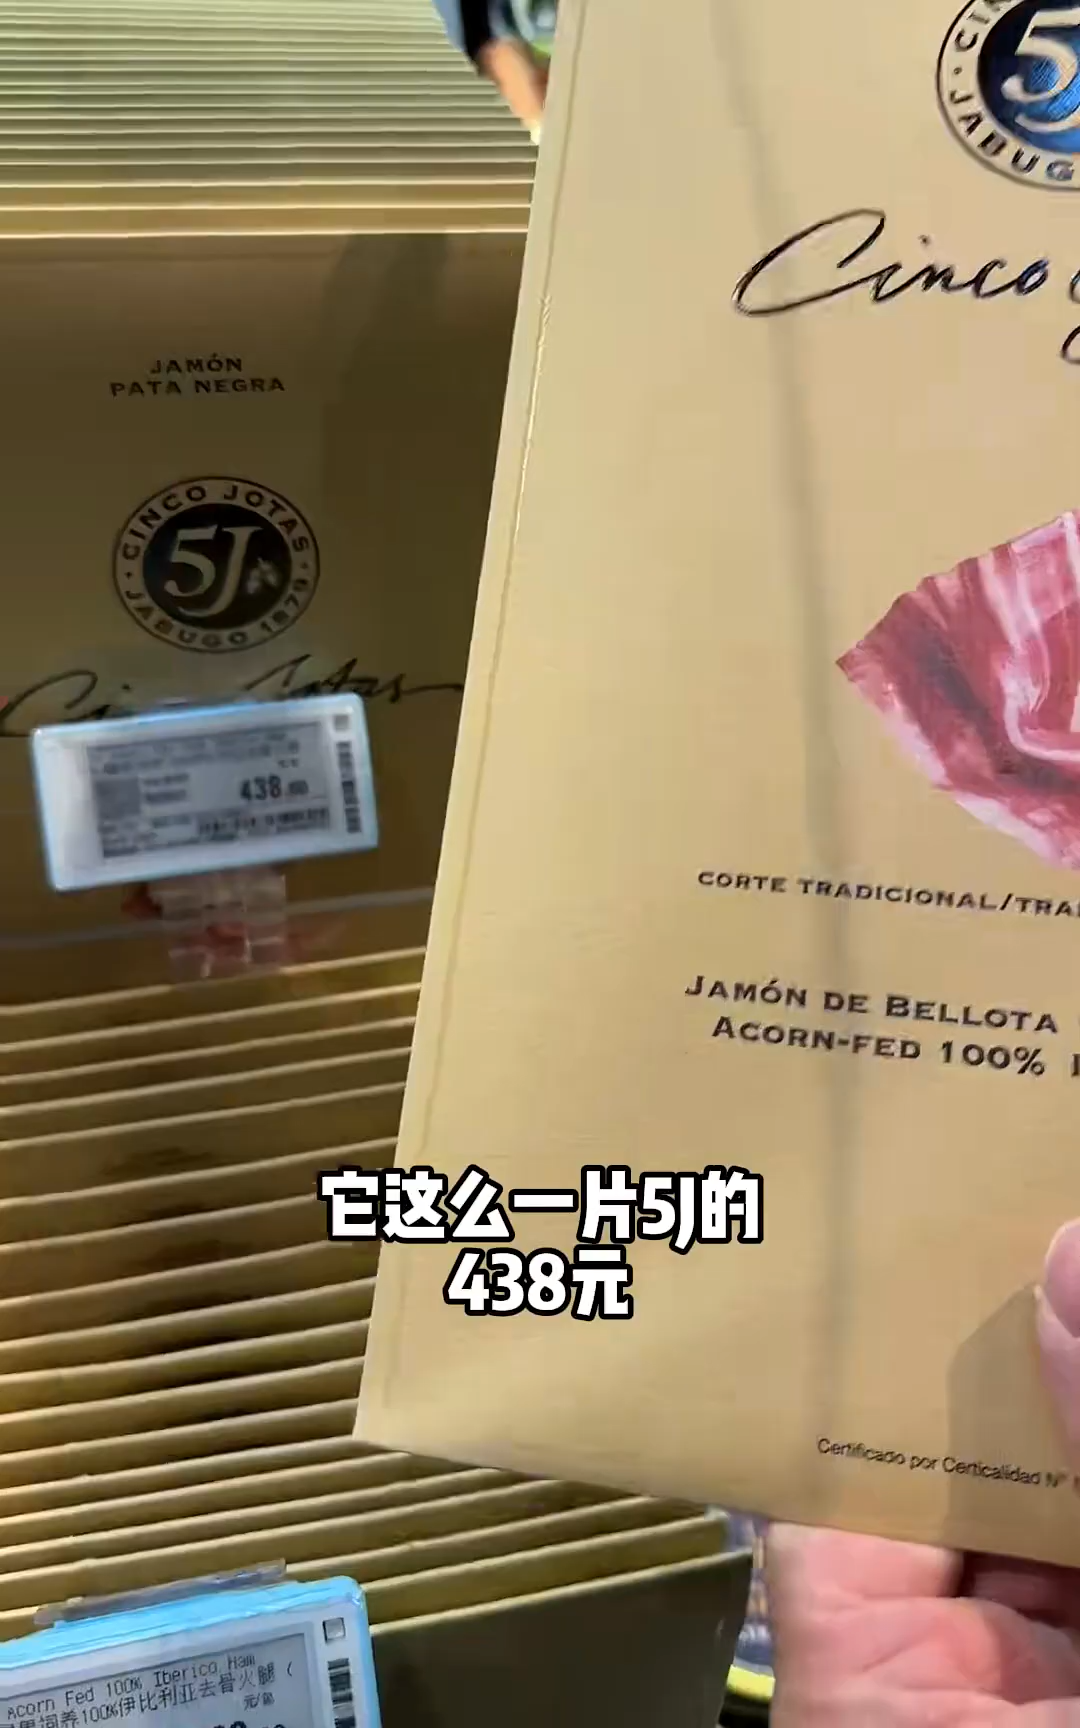 CINCO
5J
JABUG
Cinco
JAMÓN
PATA NEGRA
CINCO JOTAS
5J
JABUGO 1879
Cinco Jotas
438.00
CORTE TRADICIONAL/TRA
JAMÓN DE BELLOTA
ACORN-FED 100%
它这么一片5J的
438元
Certificado por Certicalidad Nº
Acorn Fed 100% Iberico Ham
饲养100%伊比利亚去骨火腿（
元/